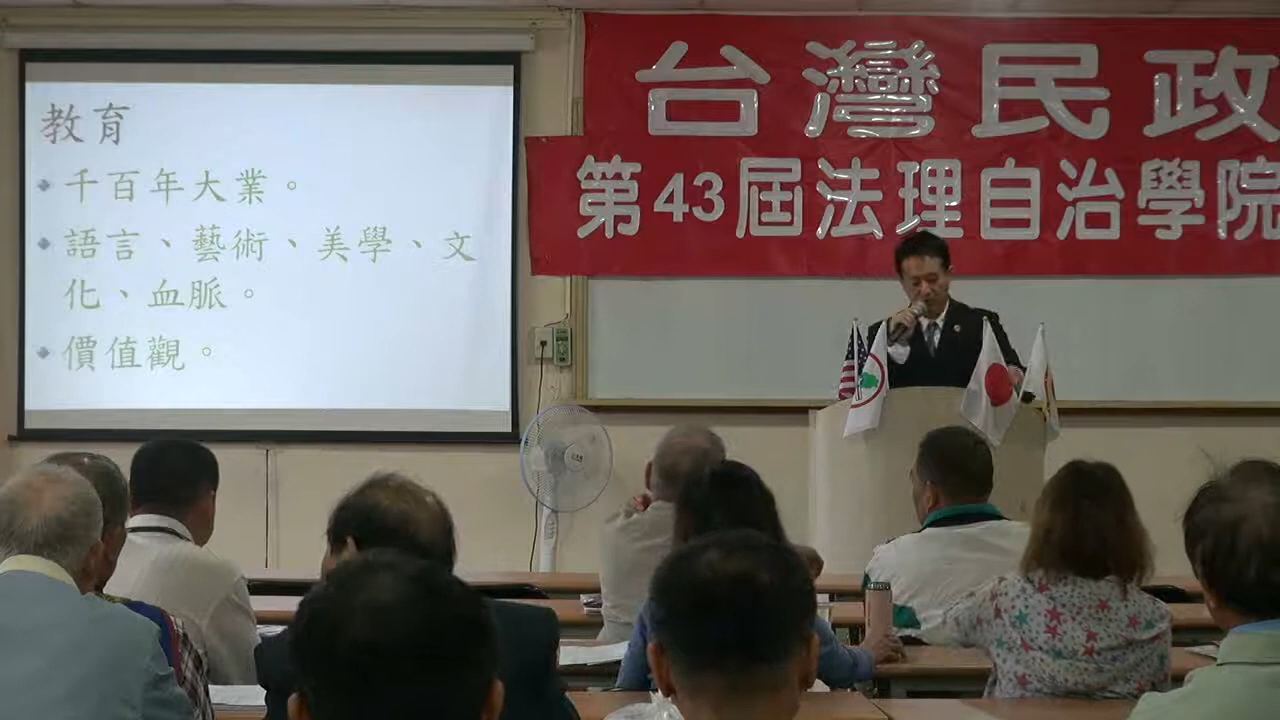 教育
千百年大業。
語言、藝術、美學、文
化、血脈。
價值觀。
台灣民政
第43屆法理自治學院